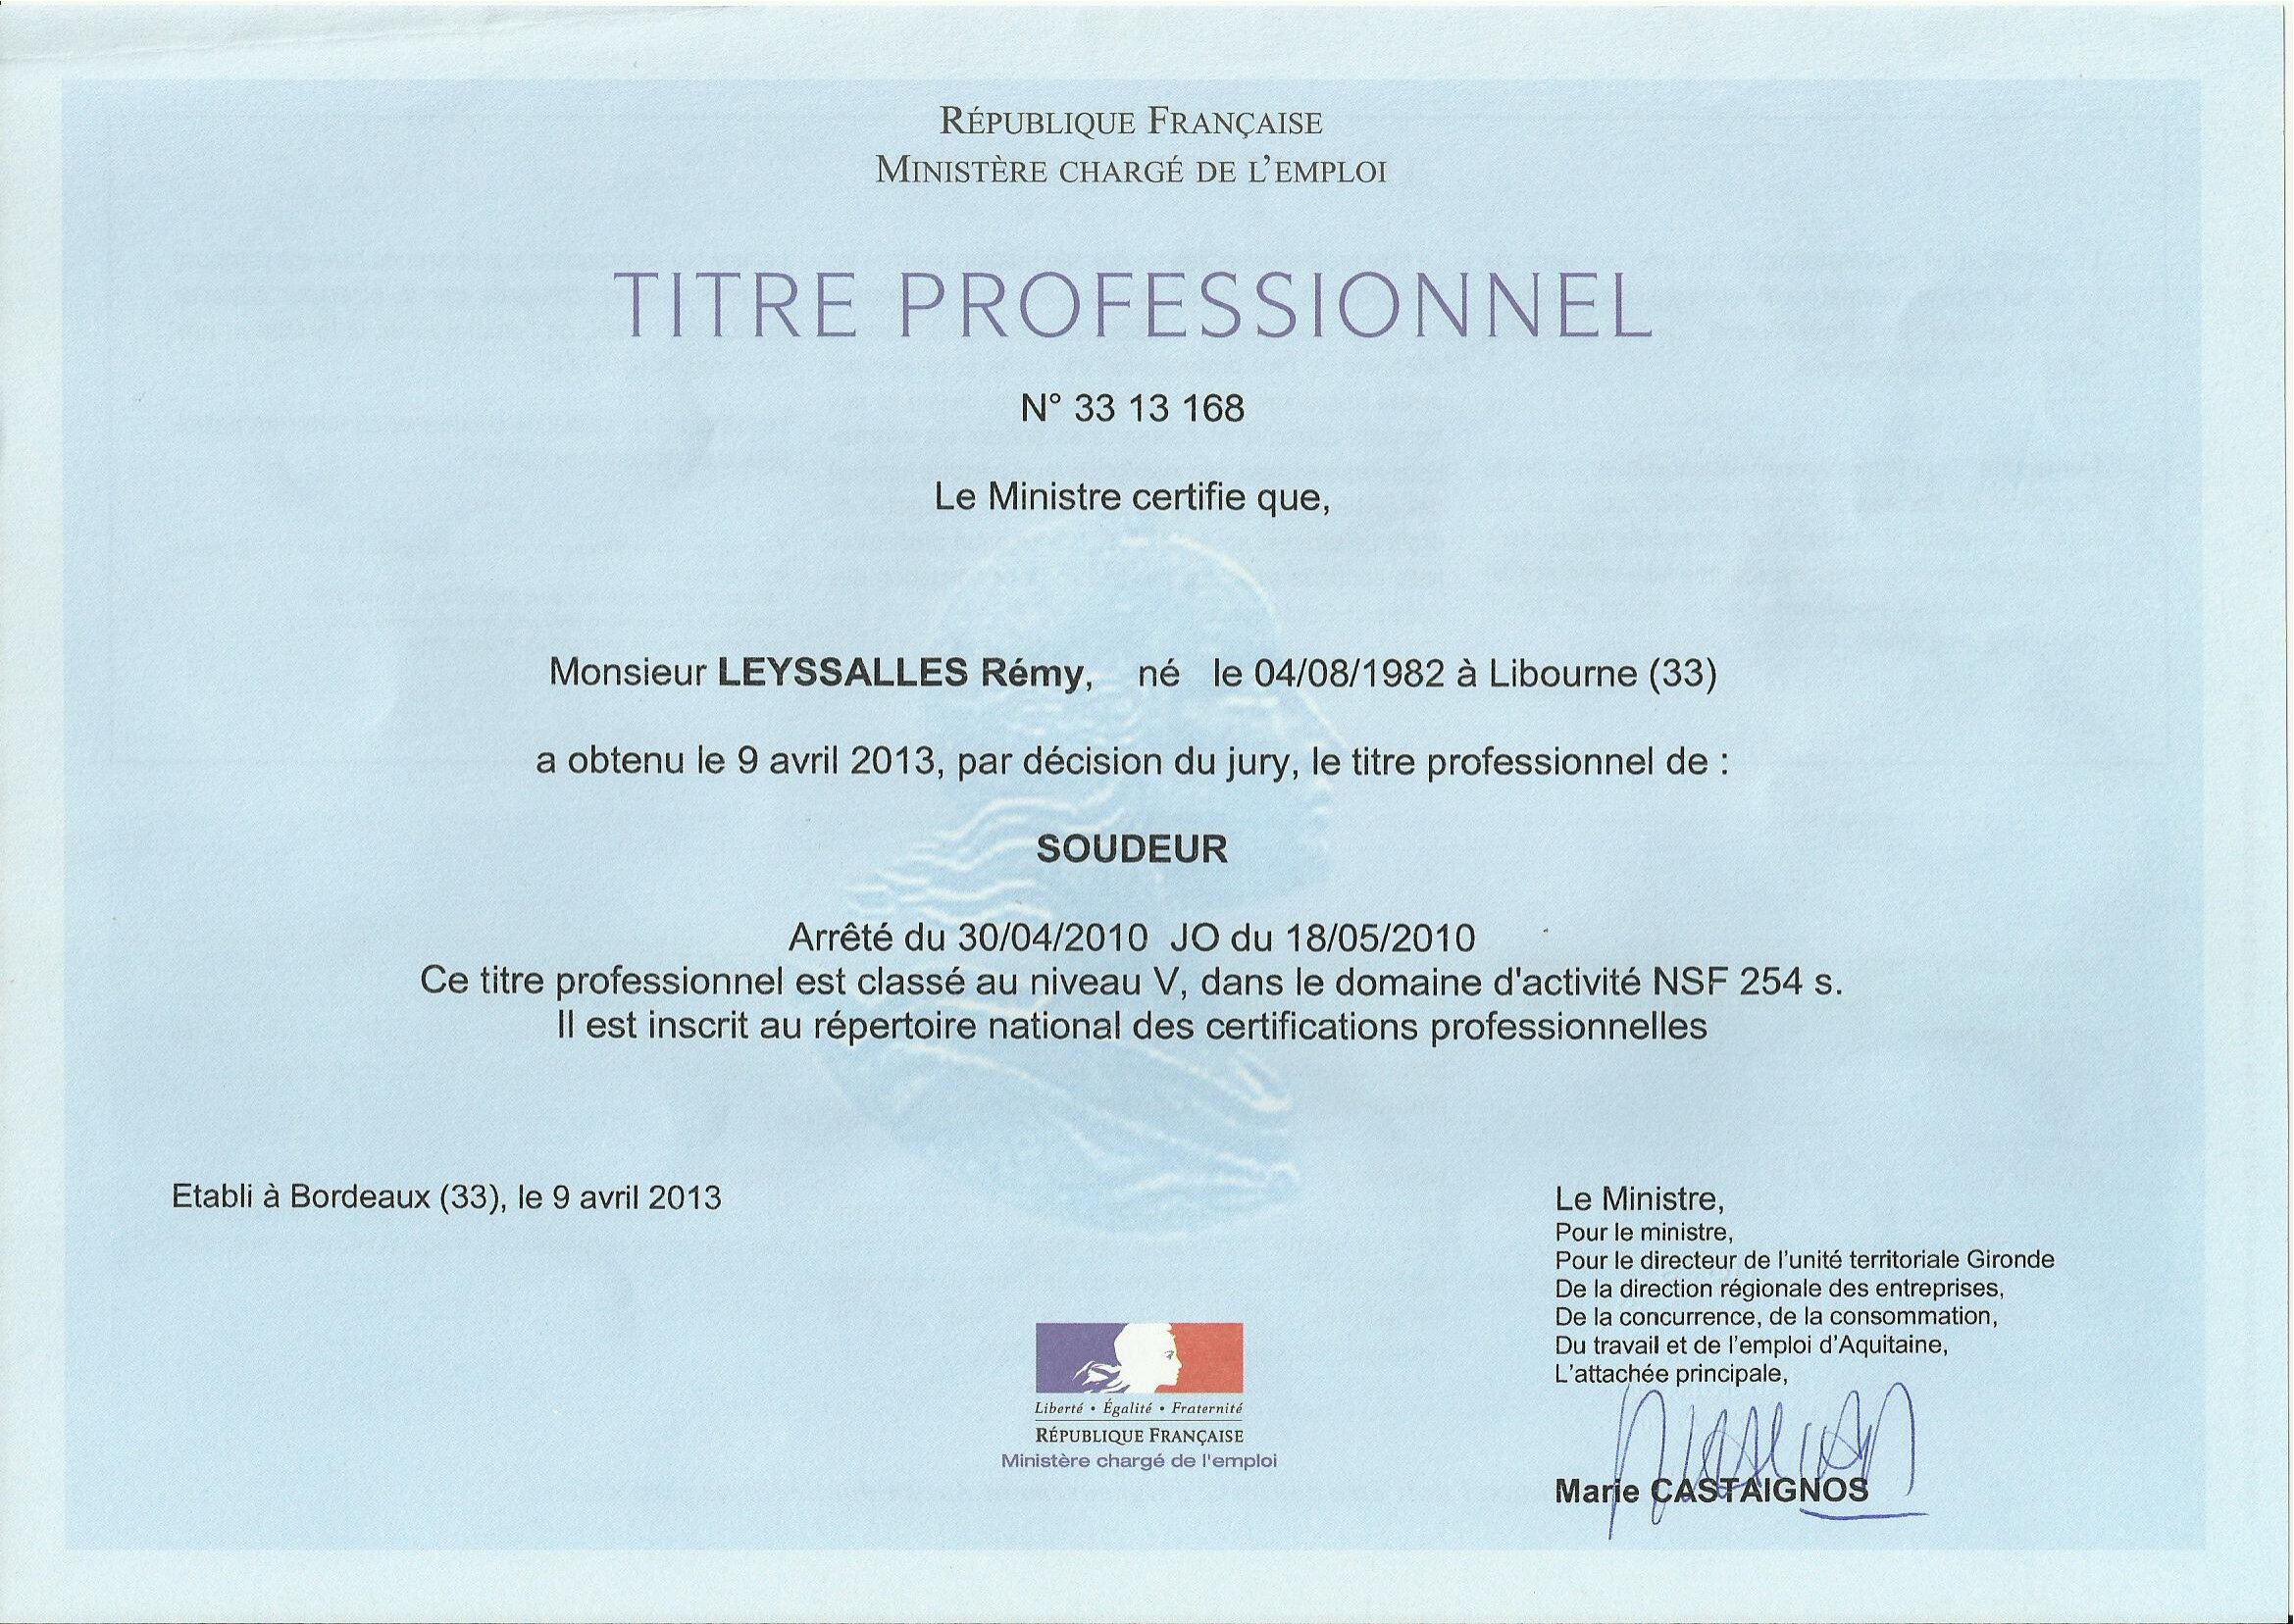 RÉPUBLIQUE FRANÇAISE
MINISTÈRE CHARGÉ DE L'EMPLOI
TITRE PROFESSIONNEL
N° 33 13 168
Le Ministre certifie que,
Monsieur LEYSSALLES Rémy, né le 04/08/1982 à Libourne (33)
a obtenu le 9 avril 2013, par décision du jury, le titre professionnel de :
SOUDEUR
Arrêté du 30/04/2010 JO du 18/05/2010
Ce titre professionnel est classé au niveau V, dans le domaine d'activité NSF 254 s.
Il est inscrit au répertoire national des certifications professionnelles
Etabli à Bordeaux (33), le 9 avril 2013
Le Ministre,
Pour le ministre,
Pour le directeur de l'unité territoriale Gironde
De la direction régionale des entreprises,
De la concurrence, de la consommation,
Du travail et de l'emploi d'Aquitaine,
L'attachée principale,
Marie CASTAIGNOS
Liberté • Égalité • Fraternité
RÉPUBLIQUE FRANÇAISE
Ministère chargé de l'emploi